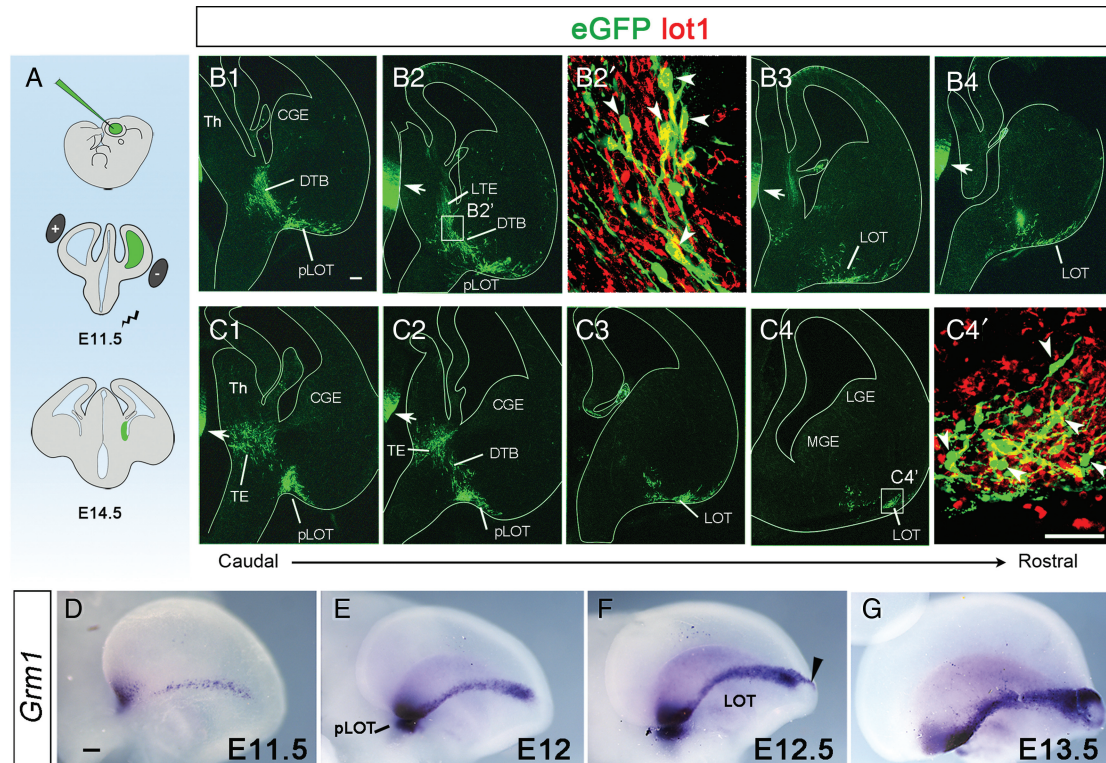 eGFP lot1
A
+
-
E11.5
E14.5
B1
Th
CGE
DTB
pLOT
B2
LTE
B2'
DTB
pLOT
B2′
B3
LOT
B4
LOT
C1
Th
CGE
TE
pLOT
C2
CGE
TE
DTB
pLOT
C3
LOT
C4
LGE
MGE
C4'
LOT
C4′
Caudal
Rostral
Grm1
D
E11.5
E
pLOT
E12
F
LOT
E12.5
G
E13.5